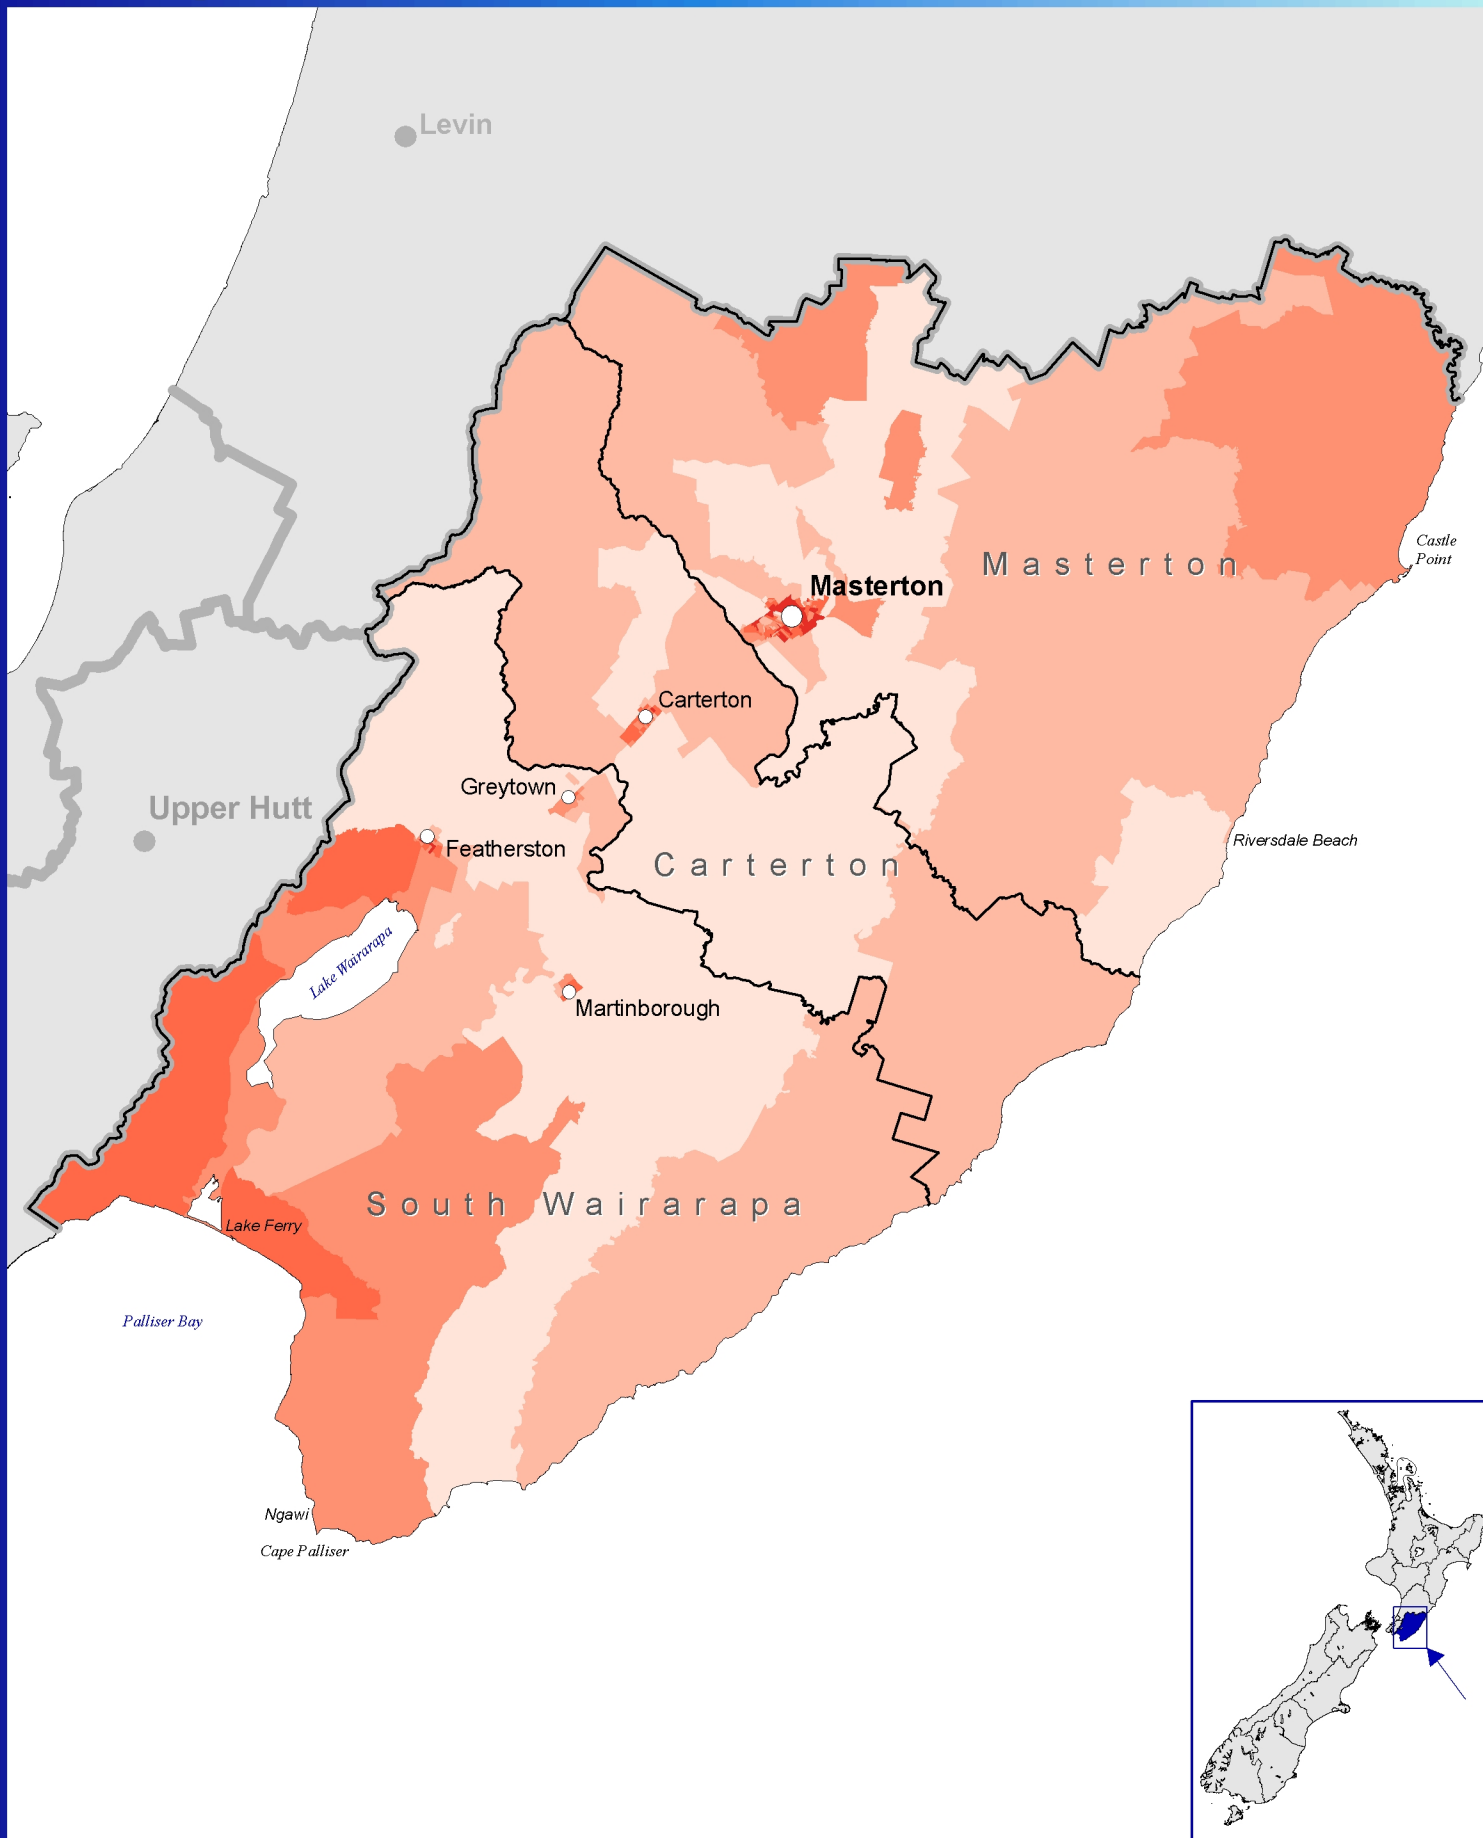 Levin
Castle
Point
Masterton
Masterton
Carterton
Greytown
Upper Hutt
Featherston
Riversdale Beach
Carterton
Lake Wairarapa
Martinborough
South Wairarapa
Lake Ferry
Palliser Bay
Ngawi
Cape Palliser